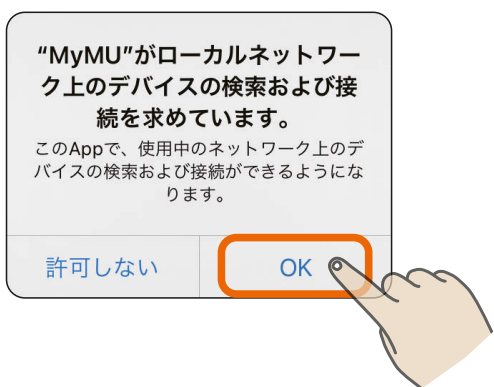 “MyMU”がローカルネットワー
ク上のデバイスの検索および接
続を求めています。
このAppで、使用中のネットワーク上のデ
バイスの検索および接続ができるようにな
ります。
許可しない
OK